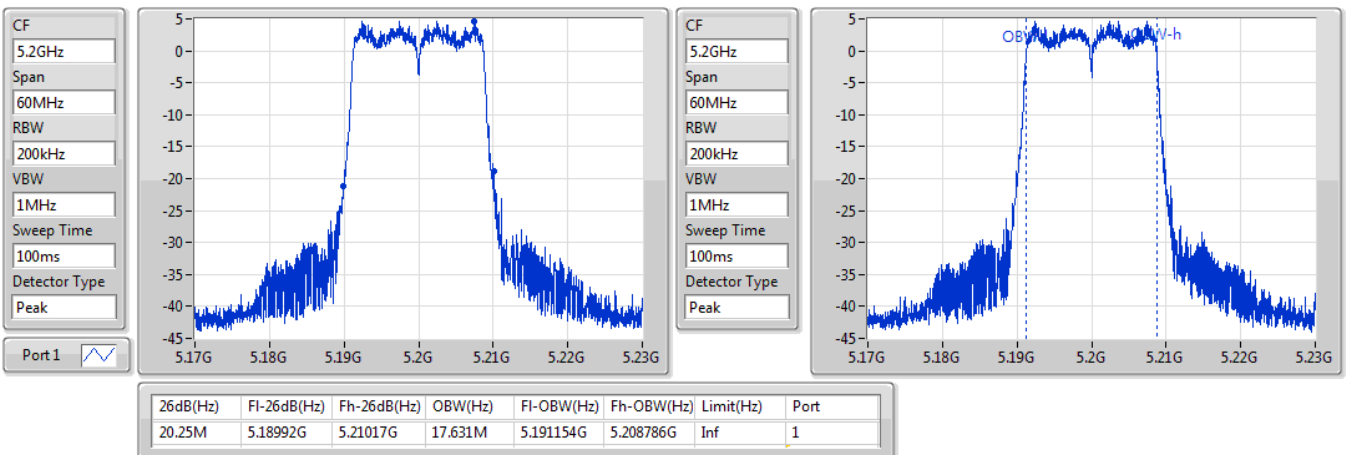 CF
5.2GHz
Span
60MHz
RBW
200kHz
VBW
1MHz
Sweep Time
100ms
Detector Type
Peak
Port 1
5
0
-5
-10
-15
-20
-25
-30
-35
-40
-45
5.17G 5.18G 5.19G 5.2G 5.21G 5.22G 5.23G
CF
5.2GHz
Span
60MHz
RBW
200kHz
VBW
1MHz
Sweep Time
100ms
Detector Type
Peak
5
0
-5
-10
-15
-20
-25
-30
-35
-40
-45
5.17G 5.18G 5.19G 5.2G 5.21G 5.22G 5.23G
26dB(Hz) Fl-26dB(Hz) Fh-26dB(Hz) OBW(Hz) Fl-OBW(Hz) Fh-OBW(Hz) Limit(Hz) Port
20.25M 5.18992G 5.21017G 17.631M 5.191154G 5.208786G Inf 1